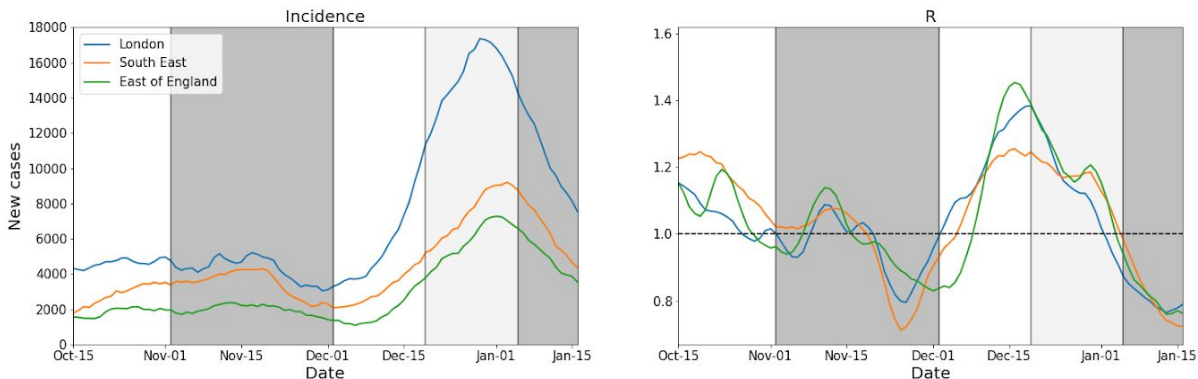 Incidence
New cases
18000
16000
14000
12000
10000
8000
6000
4000
2000
0
London
South East
East of England
Oct-15 Nov-01 Nov-15 Dec-01 Dec-15 Jan-01 Jan-15
Date
R
1.6
1.4
1.2
1.0
0.8
Oct-15 Nov-01 Nov-15 Dec-01 Dec-15 Jan-01 Jan-15
Date